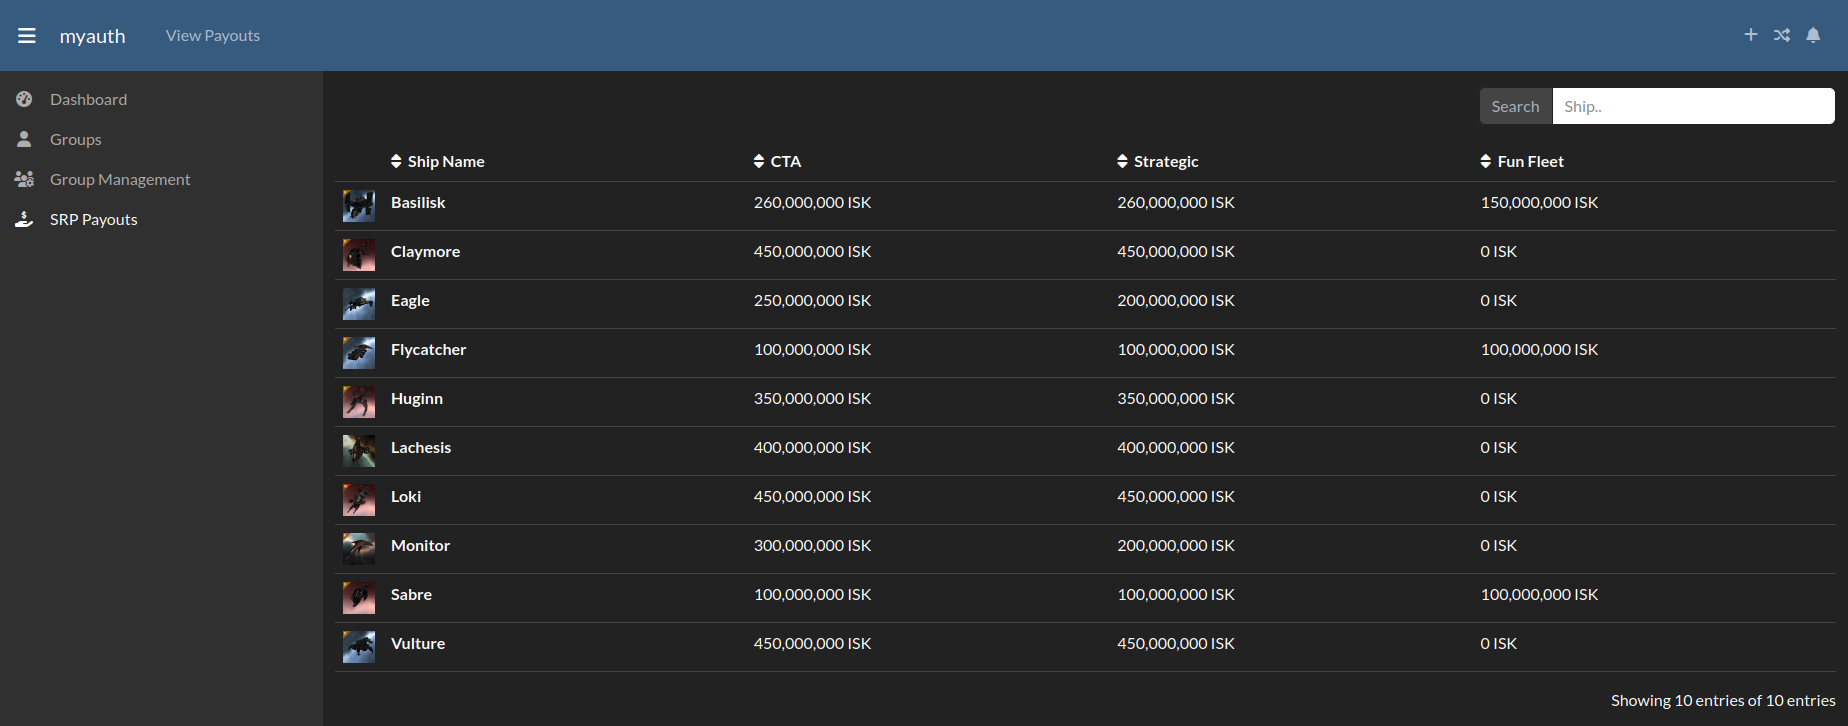 myauth View Payouts
Dashboard
Groups
Group Management
SRP Payouts
Search Ship..
Ship Name CTA Strategic Fun Fleet
Basilisk 260,000,000 ISK 260,000,000 ISK 150,000,000 ISK
Claymore 450,000,000 ISK 450,000,000 ISK 0 ISK
Eagle 250,000,000 ISK 200,000,000 ISK 0 ISK
Flycatcher 100,000,000 ISK 100,000,000 ISK 100,000,000 ISK
Huginn 350,000,000 ISK 350,000,000 ISK 0 ISK
Lachesis 400,000,000 ISK 400,000,000 ISK 0 ISK
Loki 450,000,000 ISK 450,000,000 ISK 0 ISK
Monitor 300,000,000 ISK 200,000,000 ISK 0 ISK
Sabre 100,000,000 ISK 100,000,000 ISK 100,000,000 ISK
Vulture 450,000,000 ISK 450,000,000 ISK 0 ISK
Showing 10 entries of 10 entries